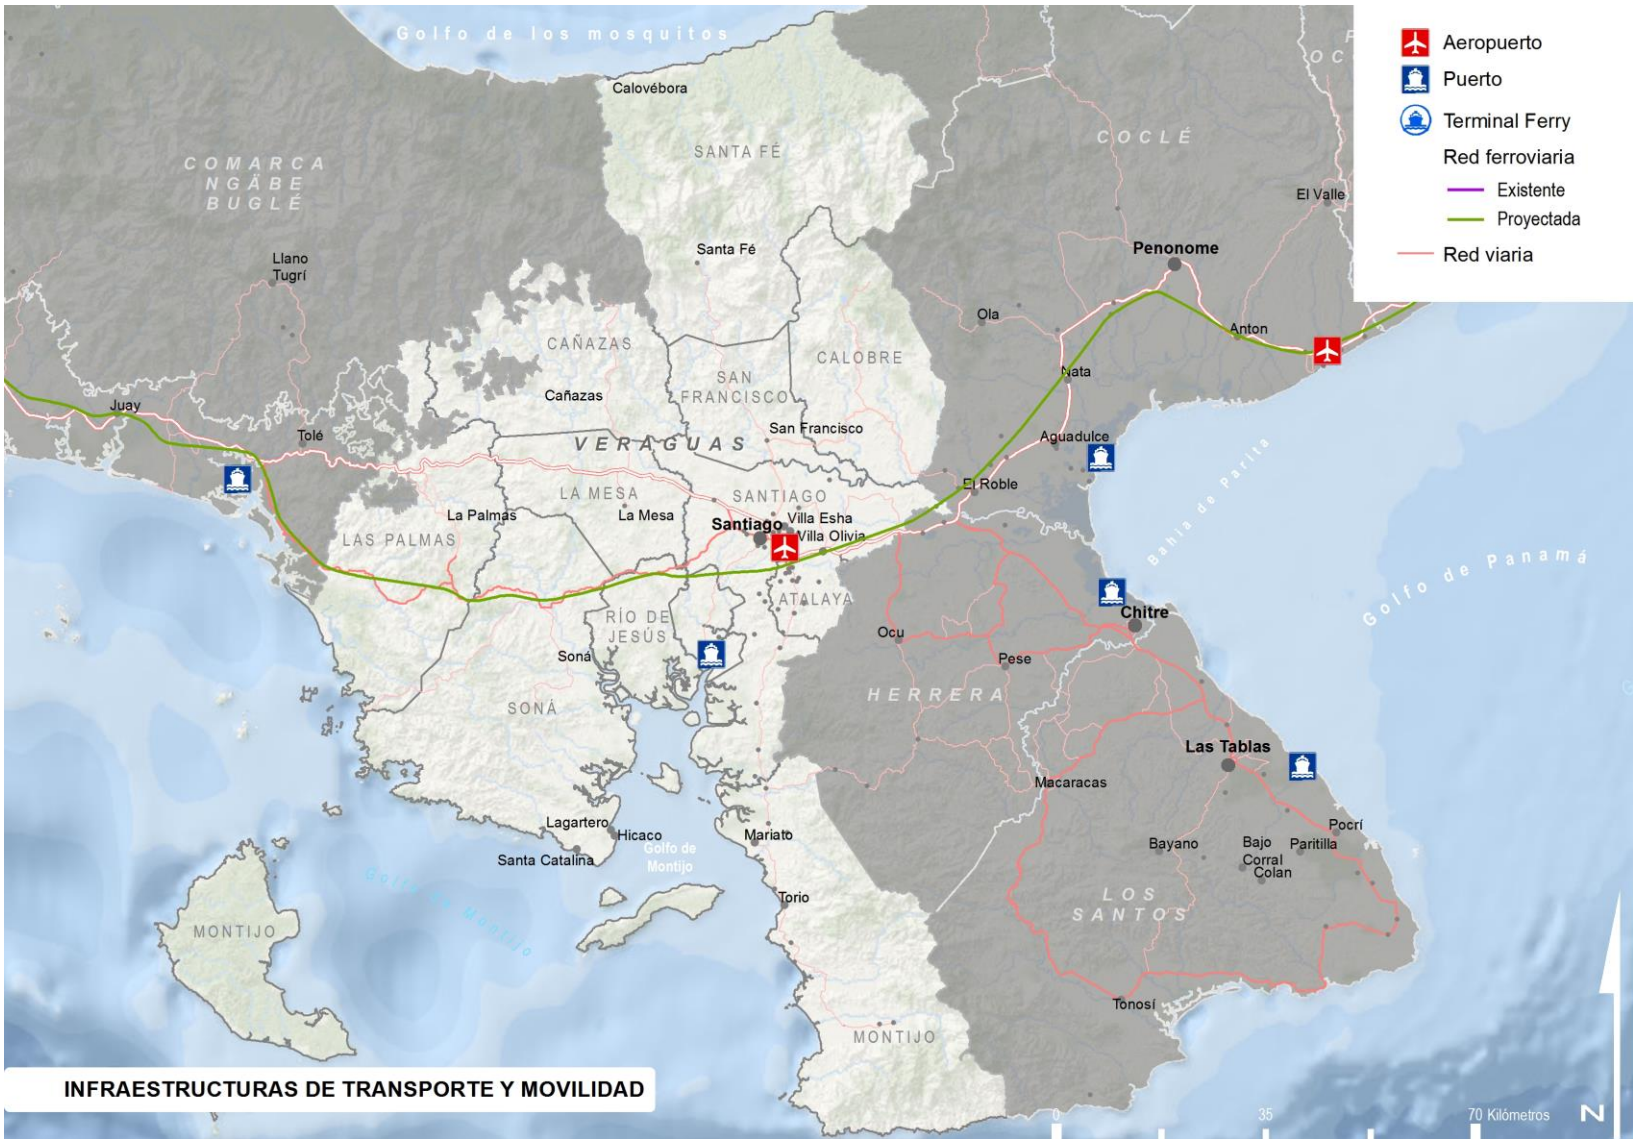 Golfo de los mosquitos
Aeropuerto
Puerto
Terminal Ferry
Red ferroviaria
Existente
Proyectada
Red viaria
Calovébora
COCLÉ
SANTA FÉ
COMARCA
NGÄBE
BUGLÉ
El Valle
Santa Fé
Penonome
Llano
Tugrí
Ola
Anton
CAÑAZAS
CALOBRE
Nata
SAN
FRANCISCO
Cañazas
Juay
San Francisco
Tolé
VERAGUAS
Aguadulce
El Roble
LA MESA
SANTIAGO
La Palmas
La Mesa
Santiago
Villa Esha
Villa Olivia
LAS PALMAS
Bahia de Parita
Golfo de Panamá
ATALAYA
RÍO DE
JESÚS
Chitre
Ocu
Soná
Pese
HERRERA
SONÁ
Las Tablas
Macaracas
Lagartero
Hicaco
Mariato
Pocrí
Santa Catalina
Golfo de
Montijo
Bayano
Bajo
Corral
Paritilla
Colan
Golfo de Montijo
Torio
LOS
SANTOS
MONTIJO
Tonosí
MONTIJO
INFRAESTRUCTURAS DE TRANSPORTE Y MOVILIDAD
0 35 70 Kilómetros
N